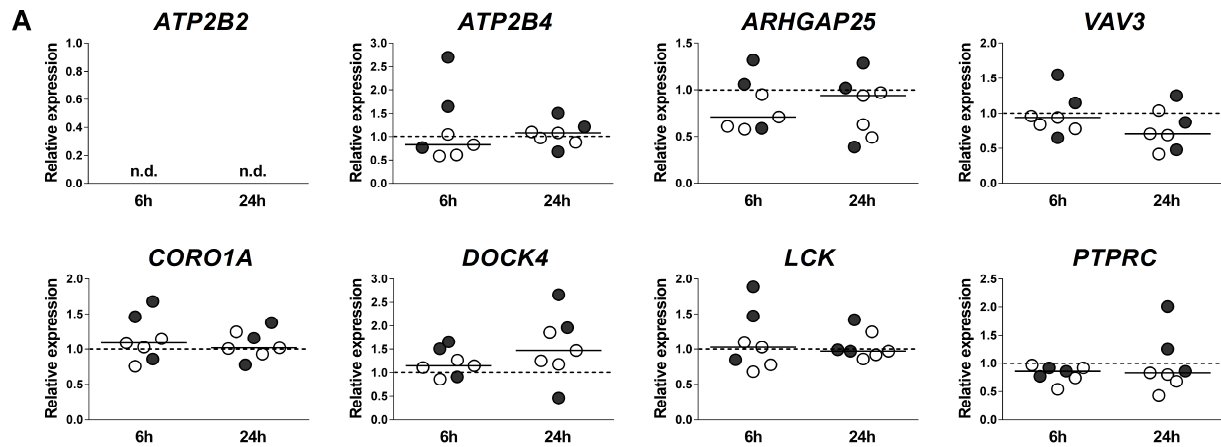 A
ATP2B2
ATP2B4
ARHGAP25
VAV3
Relative expression
1.0
0.8
0.6
0.4
0.2
0.0
n.d.
n.d.
6h
24h
Relative expression
3.0
2.5
2.0
1.5
1.0
0.5
0.0
6h
24h
Relative expression
1.5
1.0
0.5
0.0
6h
24h
Relative expression
2.0
1.5
1.0
0.5
0.0
6h
24h
CORO1A
DOCK4
LCK
PTPRC
Relative expression
2.0
1.5
1.0
0.5
0.0
6h
24h
Relative expression
3.0
2.5
2.0
1.5
1.0
0.5
0.0
6h
24h
Relative expression
2.0
1.5
1.0
0.5
0.0
6h
24h
Relative expression
2.5
2.0
1.5
1.0
0.5
0.0
6h
24h